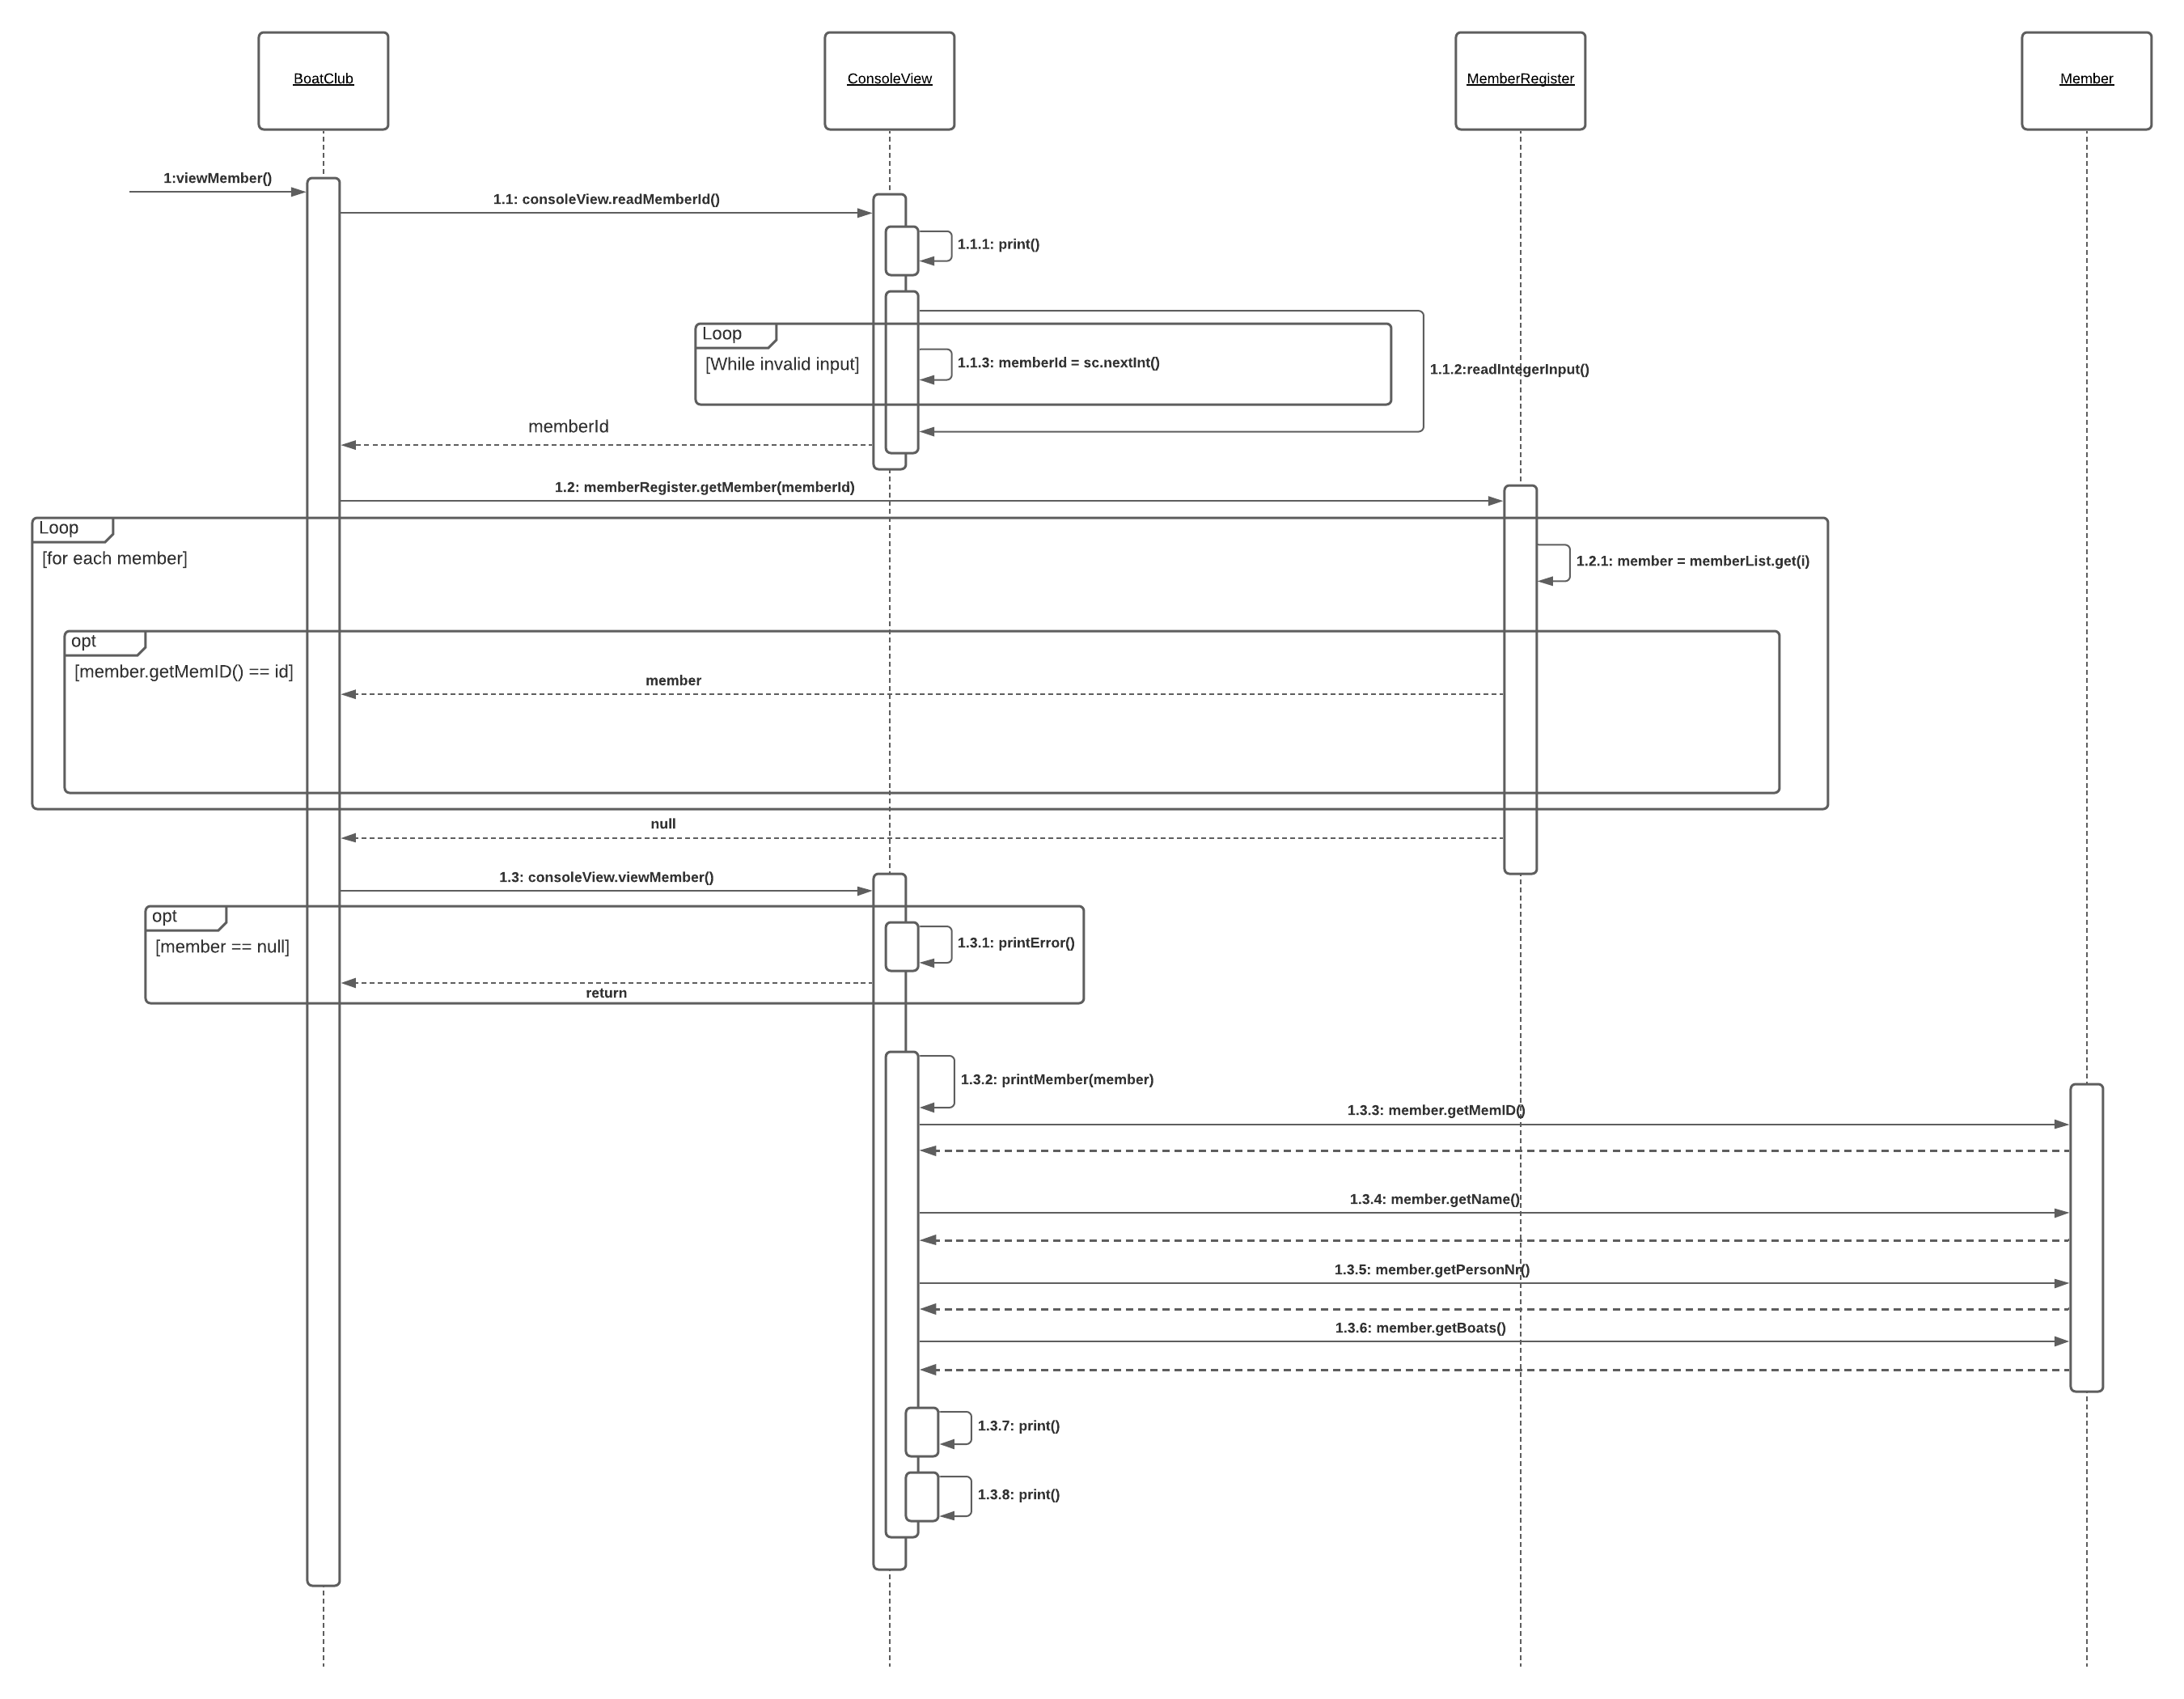 BoatClub
ConsoleView
MemberRegister
Member
1:viewMember()
1.1: consoleView.readMemberId()
1.1.1: print()
Loop
[While invalid input]
1.1.3: memberId = sc.nextInt()
1.1.2:readIntegerInput()
memberId
1.2: memberRegister.getMember(memberId)
Loop
[for each member]
1.2.1: member = memberList.get(i)
opt
[member.getMemID() == id]
member
null
1.3: consoleView.viewMember()
opt
[member == null]
1.3.1: printError()
return
1.3.2: printMember(member)
1.3.3: member.getMemID()
1.3.4: member.getName()
1.3.5: member.getPersonNr()
1.3.6: member.getBoats()
1.3.7: print()
1.3.8: print()